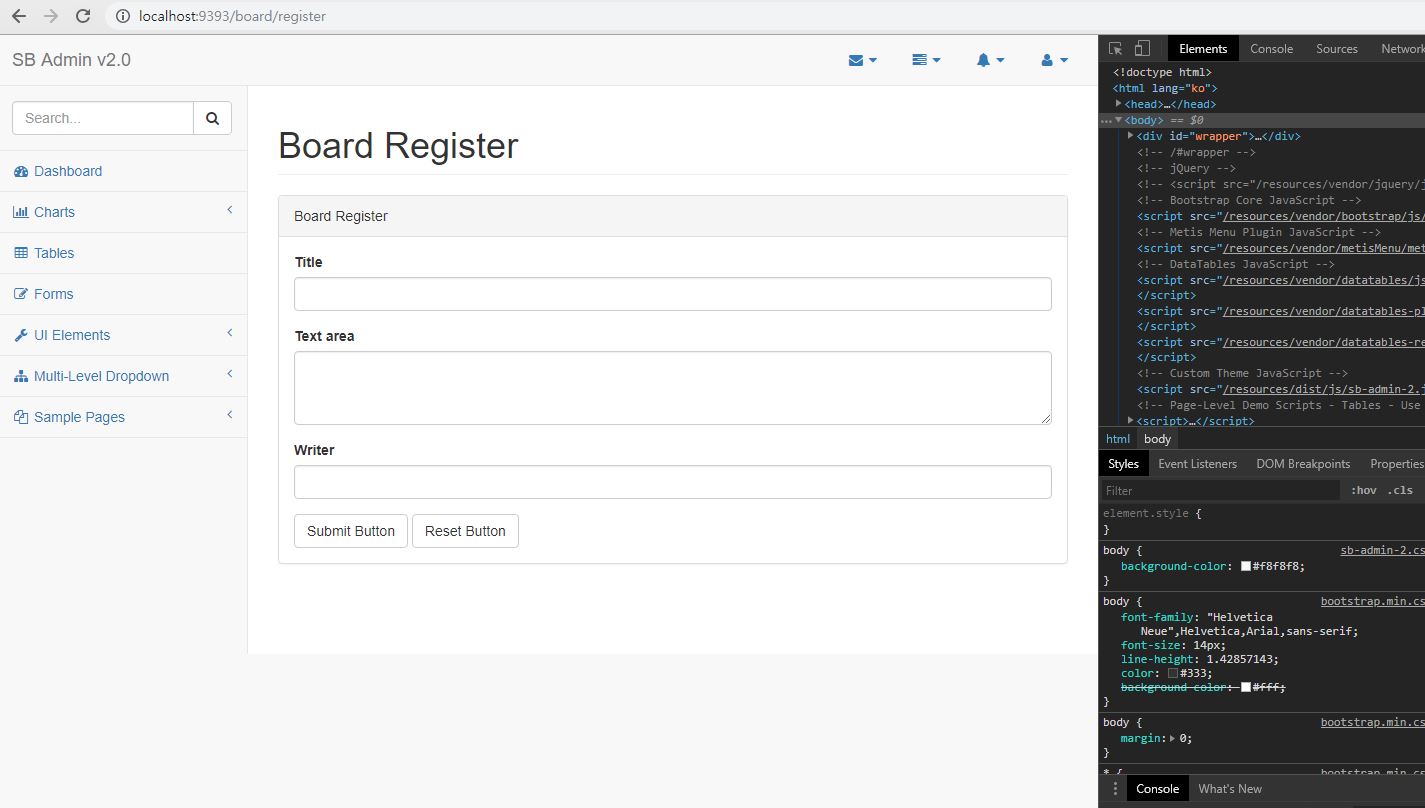 localhost:9393/board/register
SB Admin v2.0
Search...
Dashboard
Charts
Tables
Forms
UI Elements
Multi-Level Dropdown
Sample Pages
Board Register
Board Register
Title
Text area
Writer
Submit Button
Reset Button
Elements Console Sources Network
<!doctype html>
<html lang="ko">
<head>…</head>
<body> == $0
<div id="wrapper">…</div>
<!-- /#wrapper -->
<!-- jQuery -->
<!-- <script src="/resources/vendor/jquery/j
<!-- Bootstrap Core JavaScript -->
<script src="/resources/vendor/bootstrap/js/
<!-- Metis Menu Plugin JavaScript -->
<script src="/resources/vendor/metisMenu/met
<!-- DataTables JavaScript -->
<script src="/resources/vendor/datatables/js
</script>
<script src="/resources/vendor/datatables-pl
</script>
<script src="/resources/vendor/datatables-re
</script>
<!-- Custom Theme JavaScript -->
<script src="/resources/dist/js/sb-admin-2.j
<!-- Page-Level Demo Scripts - Tables - Use
<script>…</script>
html body
Styles Event Listeners DOM Breakpoints Properties
Filter :hov .cls
element.style {
}
body { sb-admin-2.cs
background-color: #f8f8f8;
}
body { bootstrap.min.cs
font-family: "Helvetica
Neue",Helvetica,Arial,sans-serif;
font-size: 14px;
line-height: 1.42857143;
color: #333;
background-color: #fff;
}
body { bootstrap.min.cs
margin: 0;
}
* { bootstrap.min.cs
Console What's New